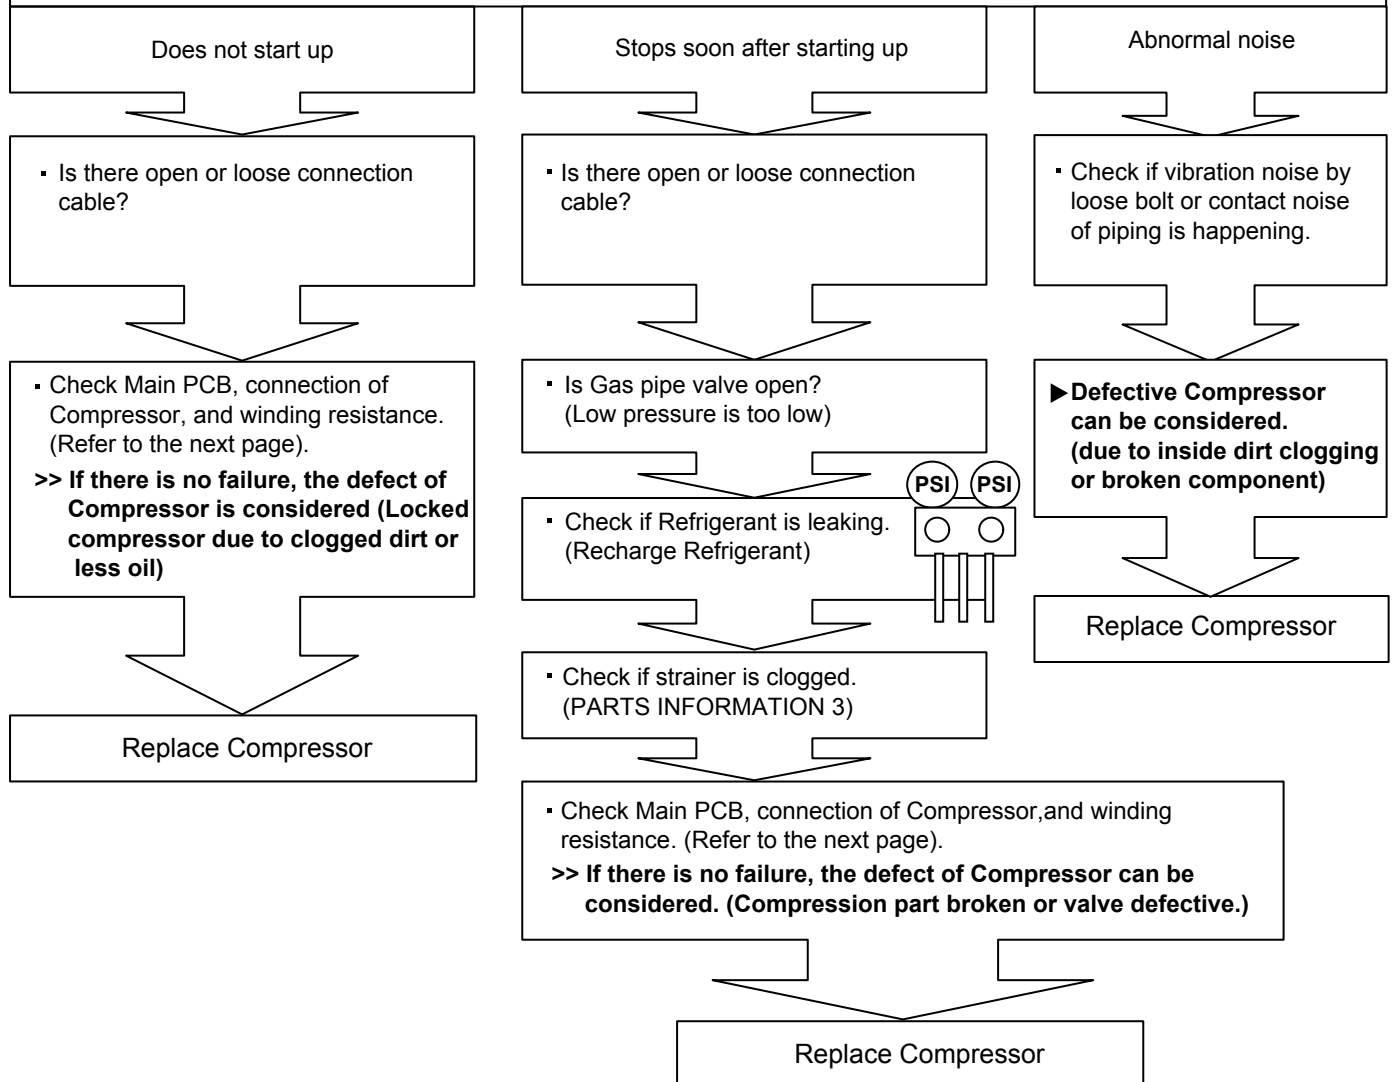 Does not start up
▪ Is there open or loose connection
cable?
▪ Check Main PCB, connection of
Compressor, and winding resistance.
(Refer to the next page).
>> If there is no failure, the defect of
Compressor is considered (Locked
compressor due to clogged dirt or
less oil)
Replace Compressor
Stops soon after starting up
▪ Is there open or loose connection
cable?
▪ Is Gas pipe valve open?
(Low pressure is too low)
▪ Check if Refrigerant is leaking.
(Recharge Refrigerant)
PSI PSI
▪ Check if strainer is clogged.
(PARTS INFORMATION 3)
▪ Check Main PCB, connection of Compressor,and winding
resistance. (Refer to the next page).
>> If there is no failure, the defect of Compressor can be
considered. (Compression part broken or valve defective.)
Replace Compressor
Abnormal noise
▪ Check if vibration noise by
loose bolt or contact noise
of piping is happening.
▶Defective Compressor
can be considered.
(due to inside dirt clogging
or broken component)
Replace Compressor